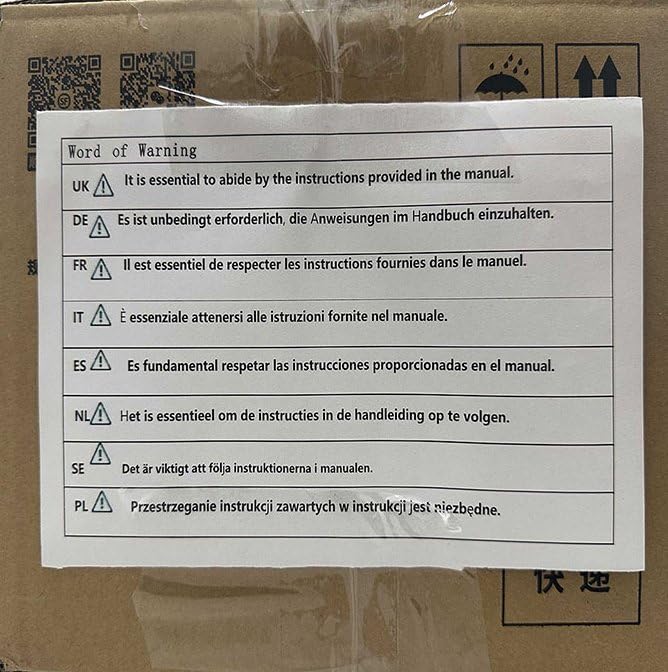 Word of Warning
UK It is essential to abide by the instructions provided in the manual.
DE Es ist unbedingt erforderlich, die Anweisungen im Handbuch einzuhalten.
FR Il est essentiel de respecter les instructions fournies dans le manuel.
IT È essenziale attenersi alle istruzioni fornite nel manuale.
ES Es fundamental respetar las instrucciones proporcionadas en el manual.
NL Het is essentieel om de instructies in de handleiding op te volgen.
SE Det är viktigt att följa instruktionerna i manualen.
PL Przestrzeganie instrukcji zawartych w instrukcji jest niezbędne.
快递